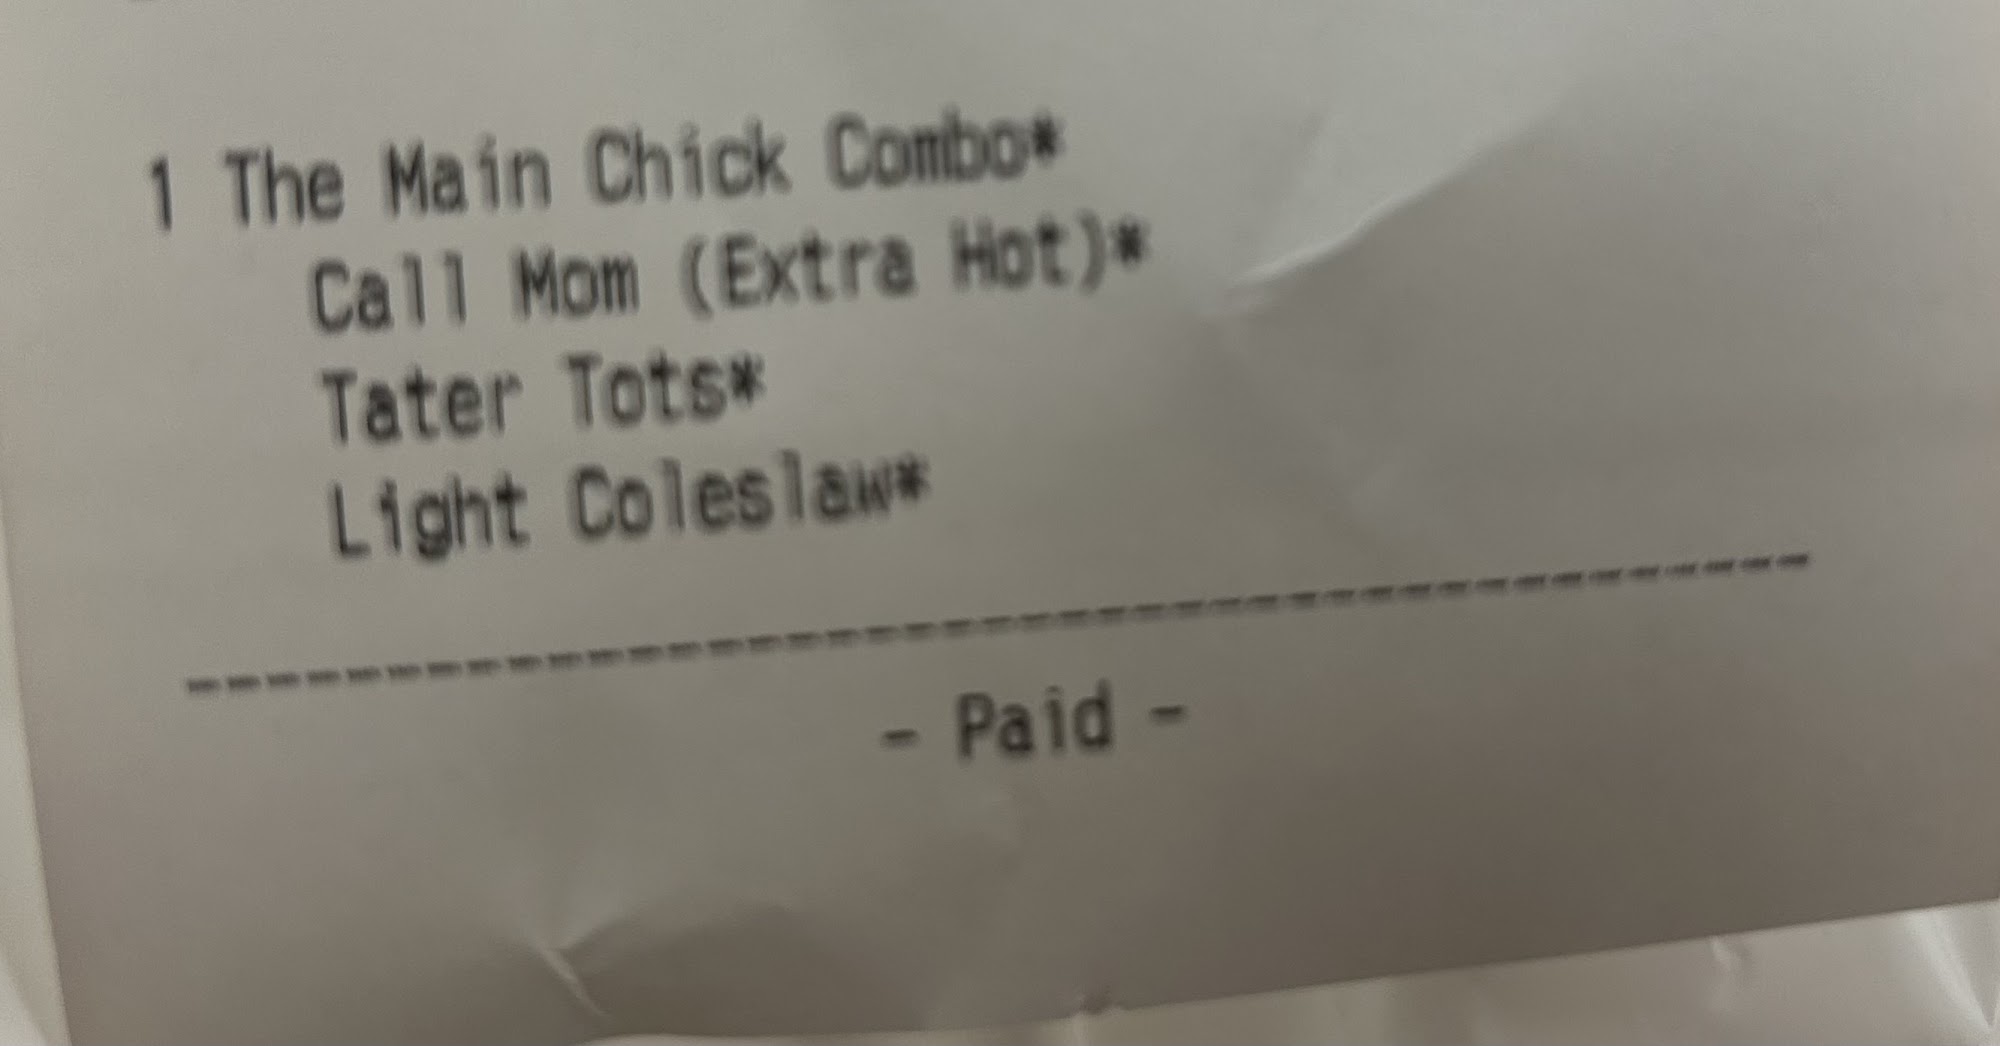 1 The Main Chick Combo*
Call Mom (Extra Hot)*
Tater Tots*
Light Coleslaw*
----------------------------------------
- Paid -